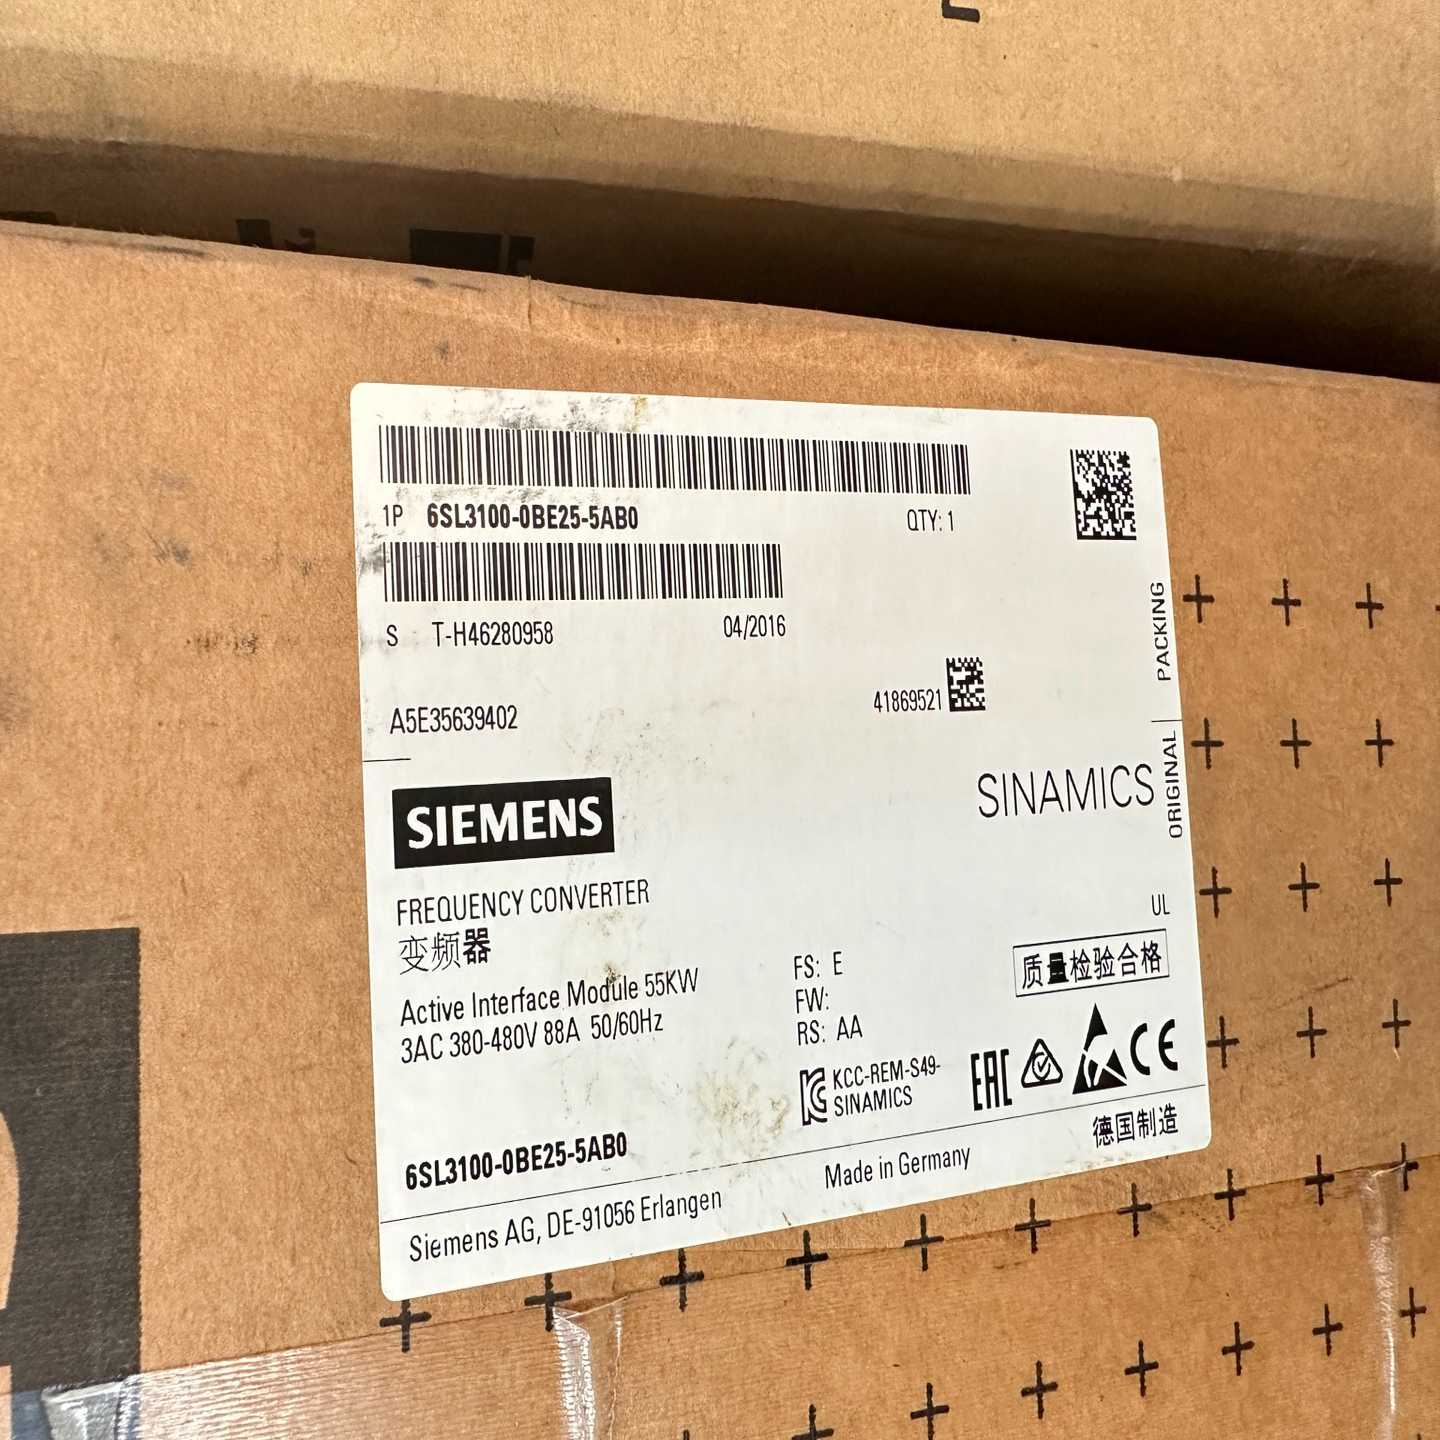 1P 6SL3100-0BE25-5AB0 QTY: 1
S T-H46280958 04/2016
A5E35639402 41869521
ORIGINAL PACKING
SIEMENS SINAMICS
FREQUENCY CONVERTER
变频器
UL
Active Interface Module 55KW
3AC 380-480V 88A 50/60Hz
FS: E
FW:
RS: AA
质量检验合格
KCC-REM-S49-
SINAMICS
EAC CE
6SL3100-0BE25-5AB0
德国制造
Siemens AG, DE-91056 Erlangen Made in Germany